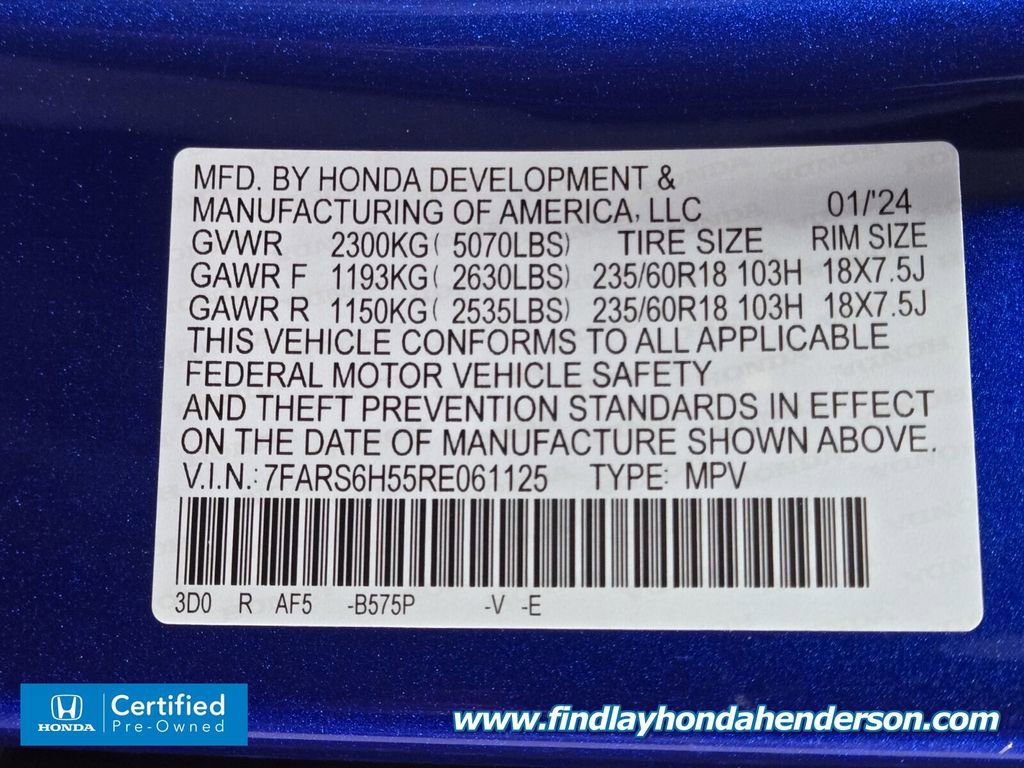 MFD. BY HONDA DEVELOPMENT &
MANUFACTURING OF AMERICA, LLC 01/'24
GVWR 2300KG( 5070LBS) TIRE SIZE RIM SIZE
GAWR F 1193KG( 2630LBS) 235/60R18 103H 18X7.5J
GAWR R 1150KG( 2535LBS) 235/60R18 103H 18X7.5J
THIS VEHICLE CONFORMS TO ALL APPLICABLE
FEDERAL MOTOR VEHICLE SAFETY
AND THEFT PREVENTION STANDARDS IN EFFECT
ON THE DATE OF MANUFACTURE SHOWN ABOVE.
V.I.N.: 7FARS6H55RE061125 TYPE: MPV
3D0 R AF5 -B575P -V -E
HONDA
Certified
Pre-Owned
www.findlayhondahenderson.com